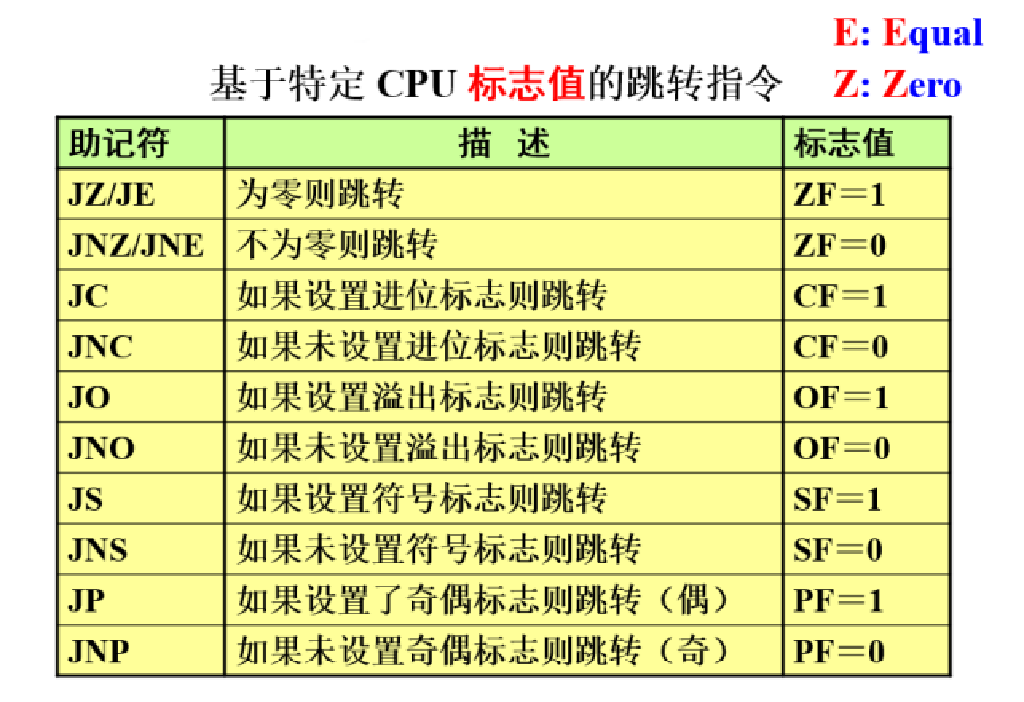 E: Equal
基于特定 CPU 标志值的跳转指令 Z: Zero
助记符 描 述 标志值
JZ/JE 为零则跳转 ZF＝1
JNZ/JNE 不为零则跳转 ZF＝0
JC 如果设置进位标志则跳转 CF＝1
JNC 如果未设置进位标志则跳转 CF＝0
JO 如果设置溢出标志则跳转 OF＝1
JNO 如果未设置溢出标志则跳转 OF＝0
JS 如果设置符号标志则跳转 SF＝1
JNS 如果未设置符号标志则跳转 SF＝0
JP 如果设置了奇偶标志则跳转（偶） PF＝1
JNP 如果未设置奇偶标志则跳转（奇） PF＝0